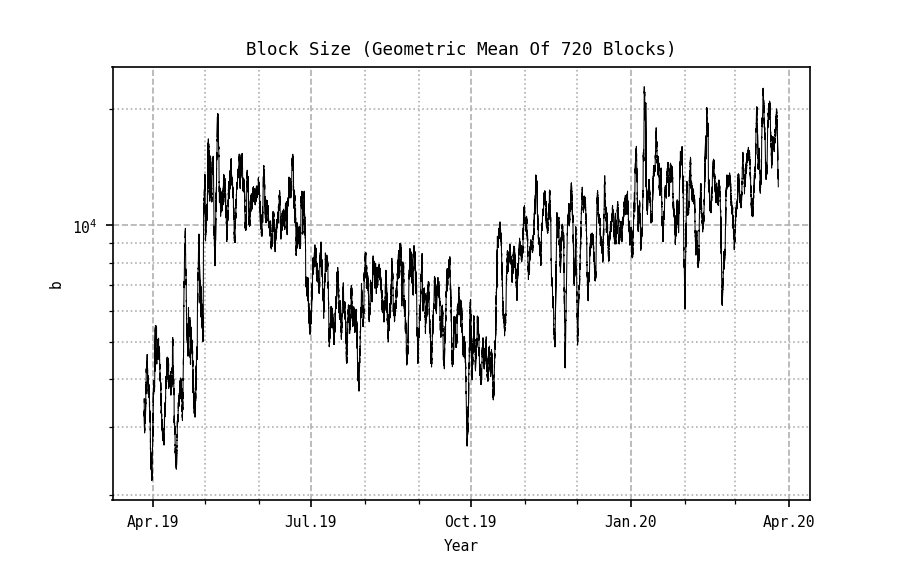 Block Size (Geometric Mean Of 720 Blocks)
b
10⁴
Apr.19 Jul.19 Oct.19 Jan.20 Apr.20
Year